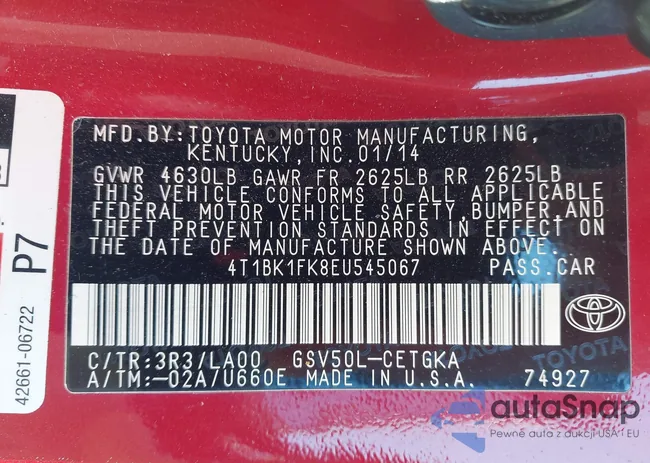 MFD.BY:TOYOTA MOTOR MANUFACTURING,
KENTUCKY,INC.01/14
GVWR 4630LB GAWR FR 2625LB RR 2625LB
THIS VEHICLE CONFORMS TO ALL APPLICABLE
FEDERAL MOTOR VEHICLE SAFETY,BUMPER,AND
THEFT PREVENTION STANDARDS IN EFFECT ON
THE DATE OF MANUFACTURE SHOWN ABOVE.
4T1BK1FK8EU545067 PASS.CAR
C/TR:3R3/LA00 GSV50L-CETGKA
A/TM:-02A/U660E MADE IN U.S.A. 74927
TOYOTA
P7
42661-06722
autaSnap
Pewne auta z aukcji USA i EU